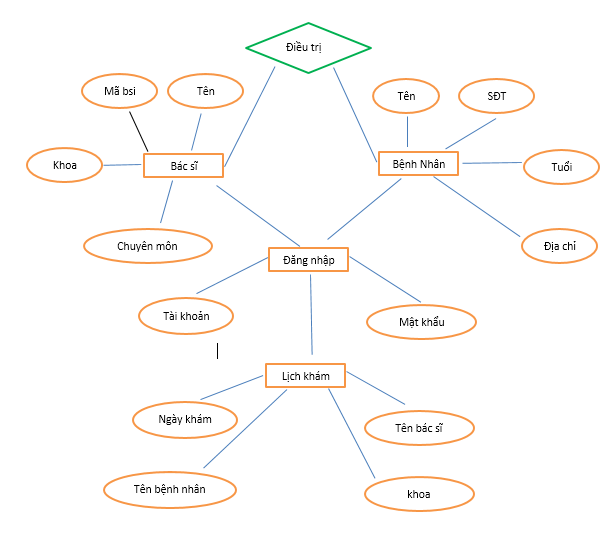 Điều trị
Mã bsi
Tên
Tên
SĐT
Khoa
Bác sĩ
Bệnh Nhân
Tuổi
Chuyên môn
Địa chỉ
Đăng nhập
Tài khoản
Mật khẩu
Lịch khám
Ngày khám
Tên bác sĩ
Tên bệnh nhân
khoa